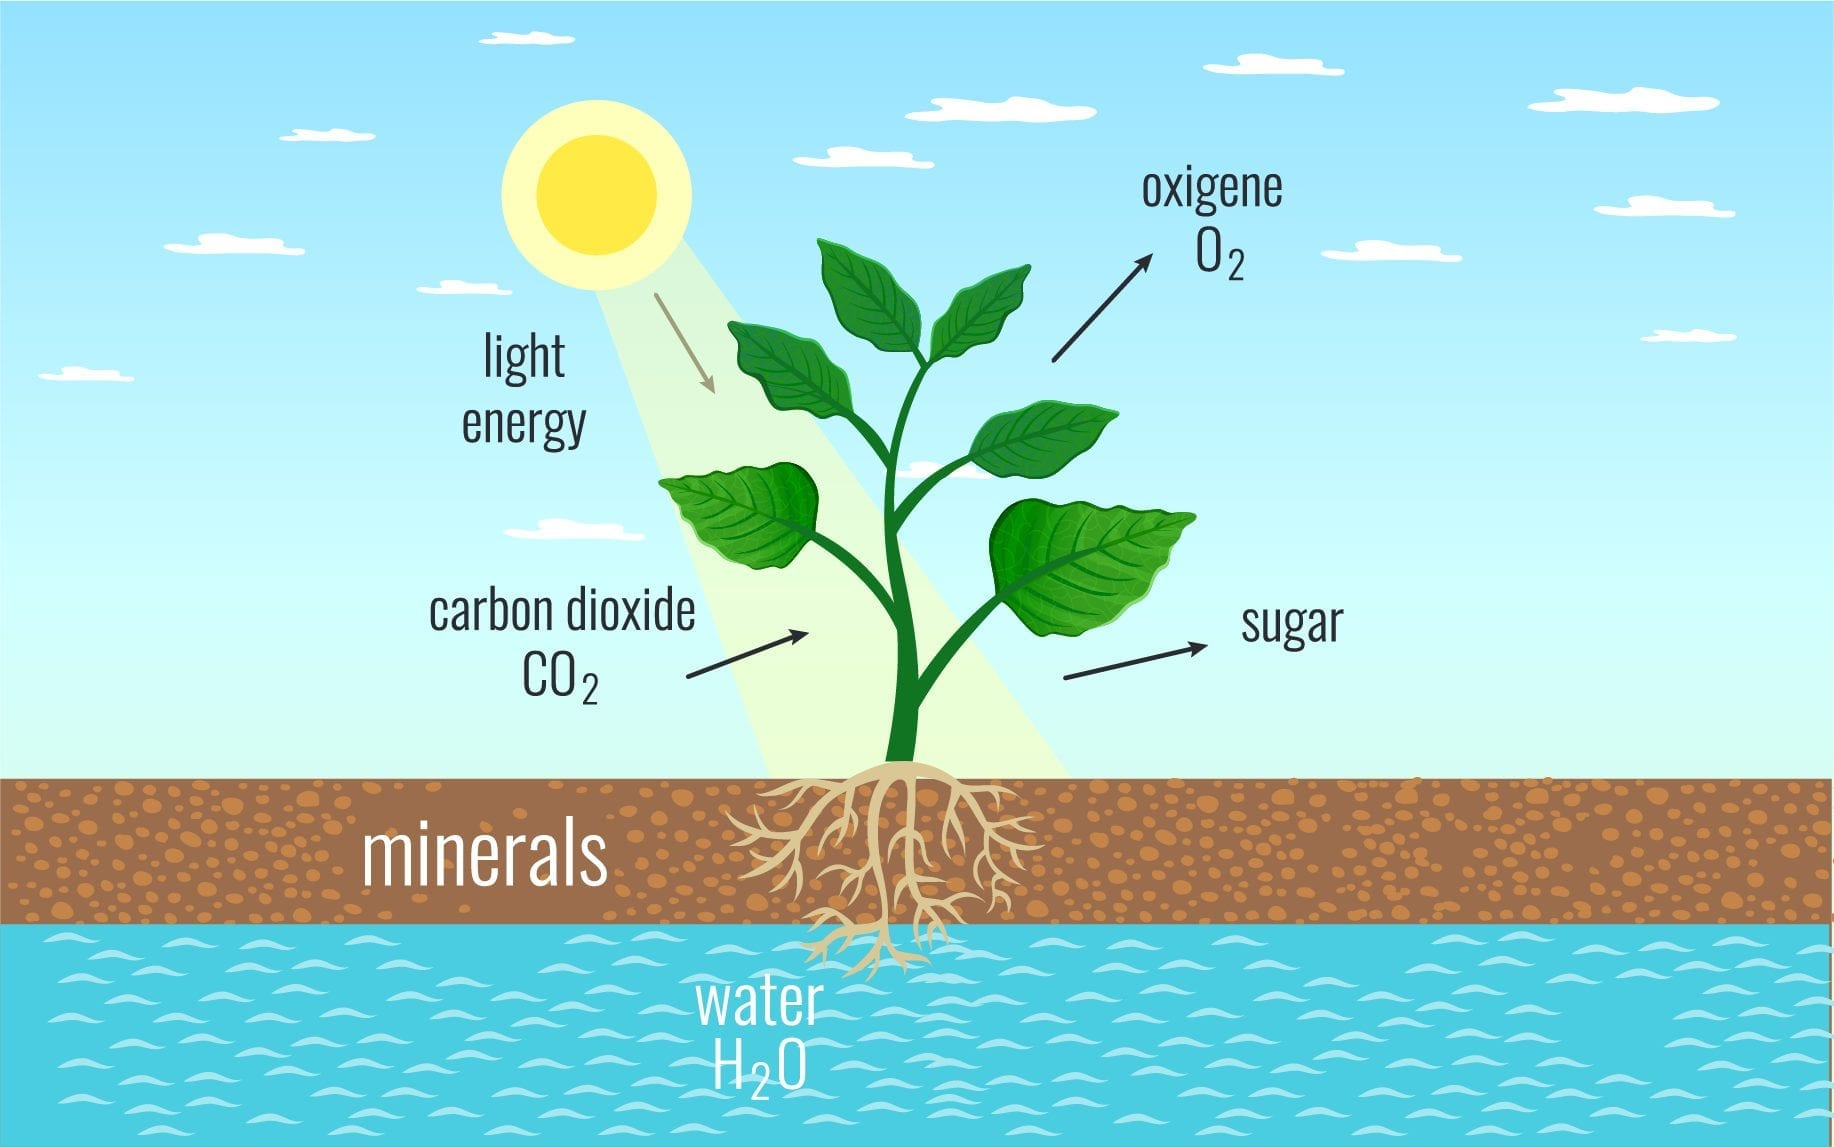 oxigene
O₂
light
energy
carbon dioxide
CO₂
sugar
minerals
water
H₂O